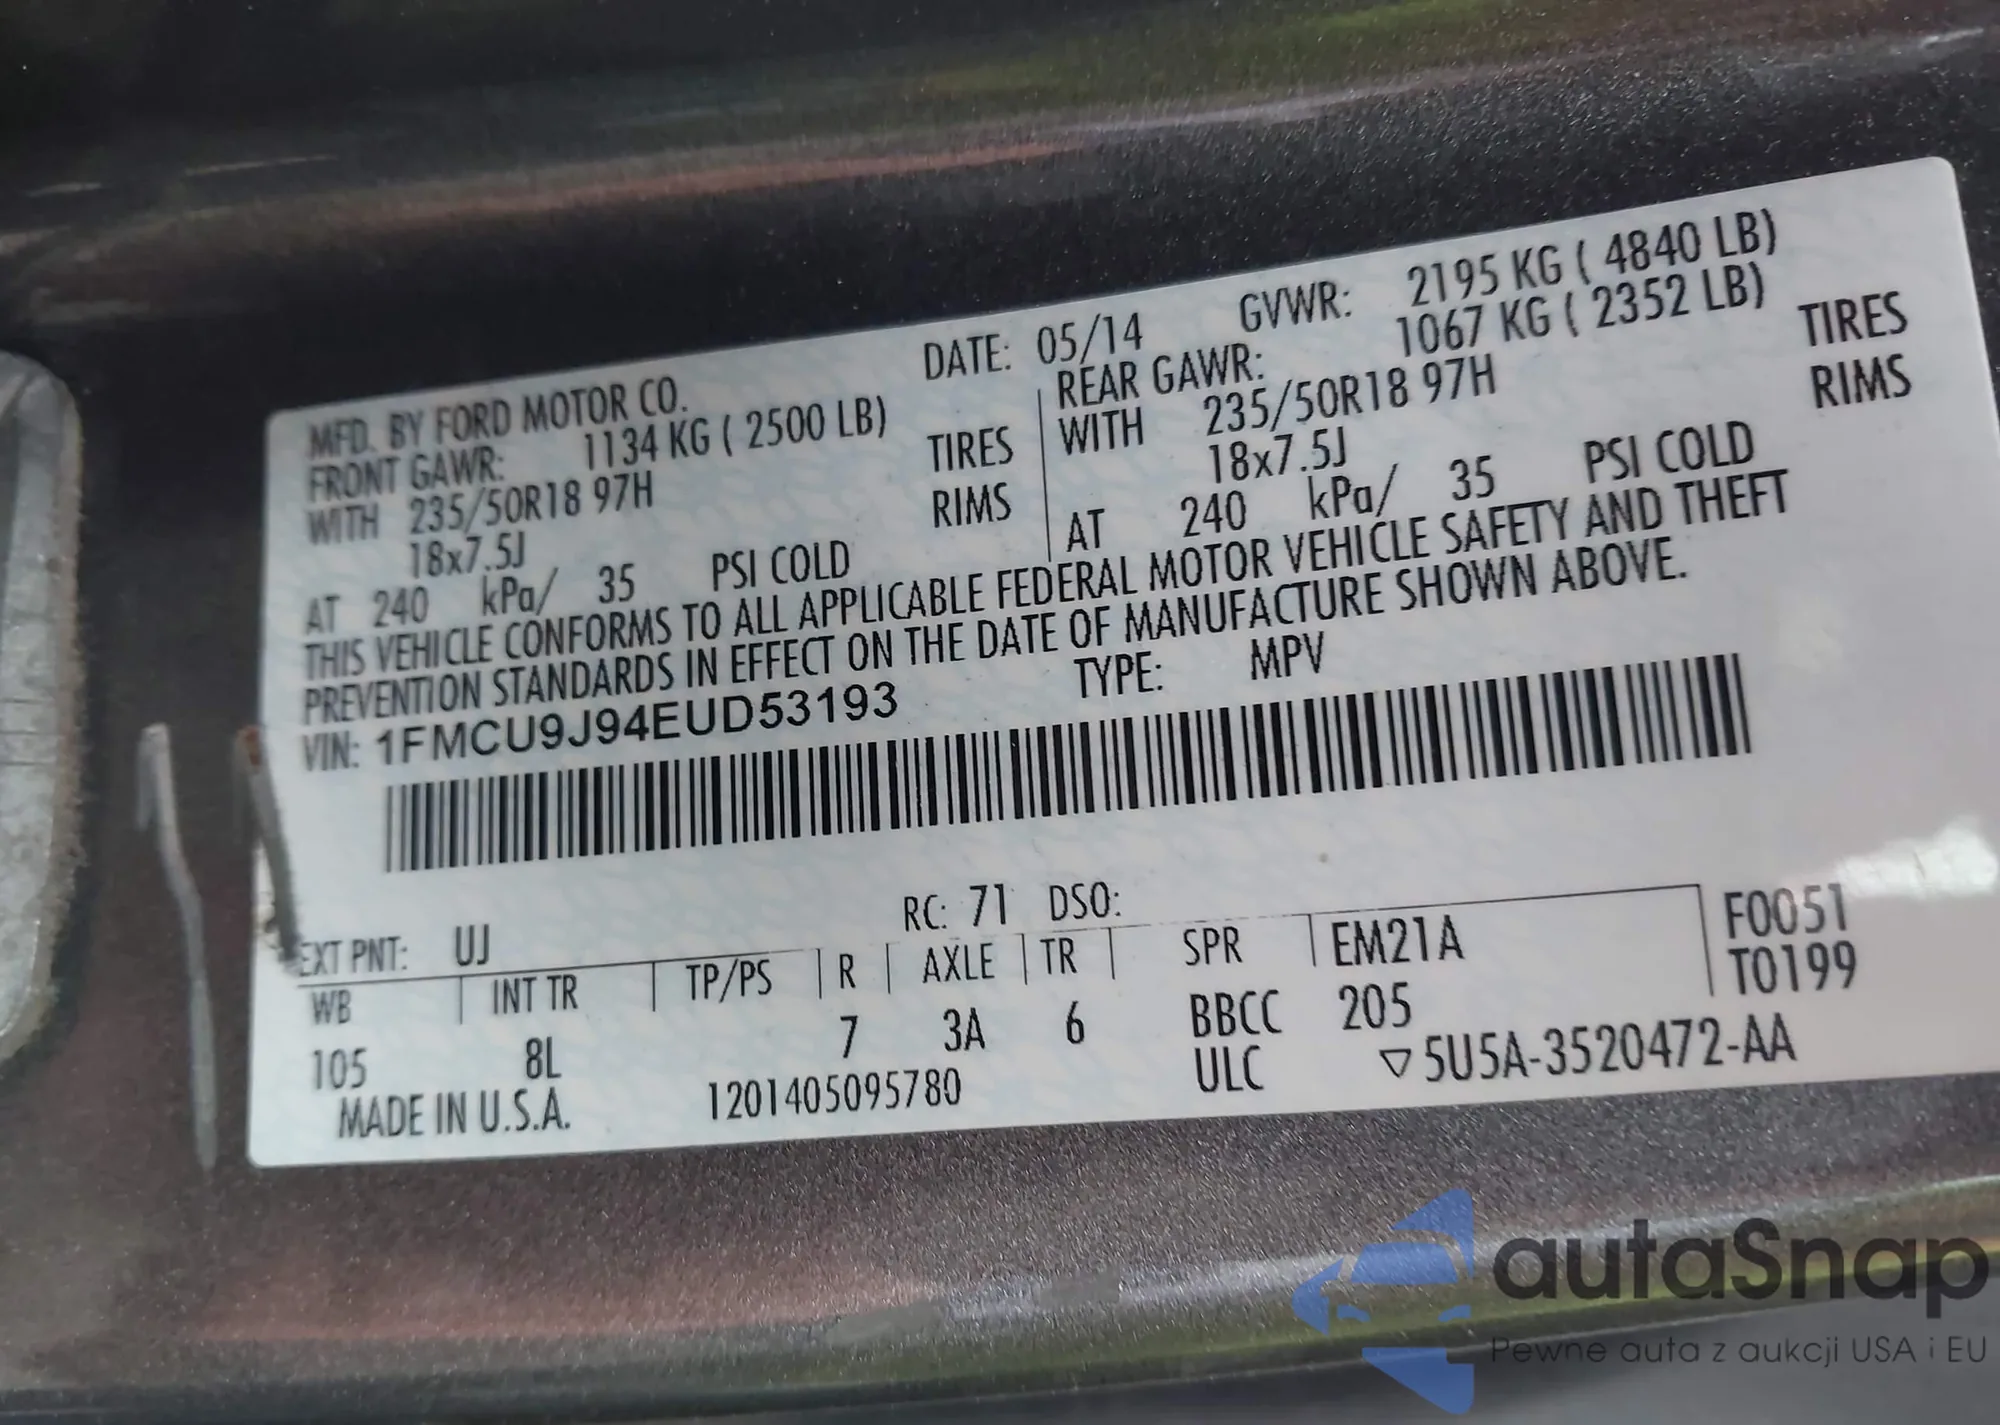 MFD. BY FORD MOTOR CO. DATE: 05/14 GVWR: 2195 KG ( 4840 LB)
FRONT GAWR: 1134 KG ( 2500 LB) REAR GAWR: 1067 KG ( 2352 LB)
WITH 235/50R18 97H TIRES WITH 235/50R18 97H TIRES
18x7.5J RIMS 18x7.5J RIMS
AT 240 kPa/ 35 PSI COLD AT 240 kPa/ 35 PSI COLD
THIS VEHICLE CONFORMS TO ALL APPLICABLE FEDERAL MOTOR VEHICLE SAFETY AND THEFT
PREVENTION STANDARDS IN EFFECT ON THE DATE OF MANUFACTURE SHOWN ABOVE.
VIN: 1FMCU9J94EUD53193 TYPE: MPV
EXT PNT: UJ RC: 71 DSO: F0051
WB INT TR TP/PS R AXLE TR SPR EM21A T0199
105 8L 7 3A 6 BBCC 205
MADE IN U.S.A. 1201405095780 ULC ▽5U5A-3520472-AA
autaSnap
Pewne auta z aukcji USA i EU